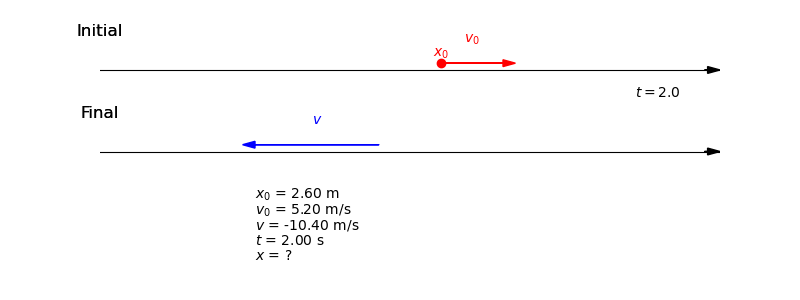 Initial
v₀
x₀
t = 2.0
Final
v
x₀ = 2.60 m
v₀ = 5.20 m/s
v = -10.40 m/s
t = 2.00 s
x = ?